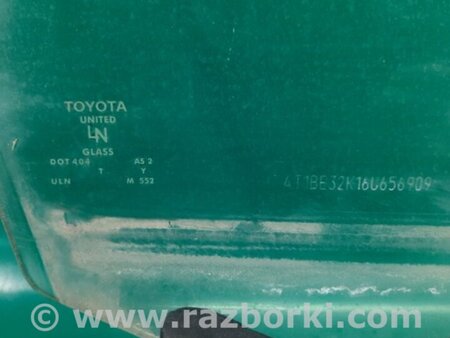 TOYOTA
UNITED
LN
GLASS
DOT 404 AS 2
T Y
ULN M 552
4T1BE32K16U656909
© www.razborki.com